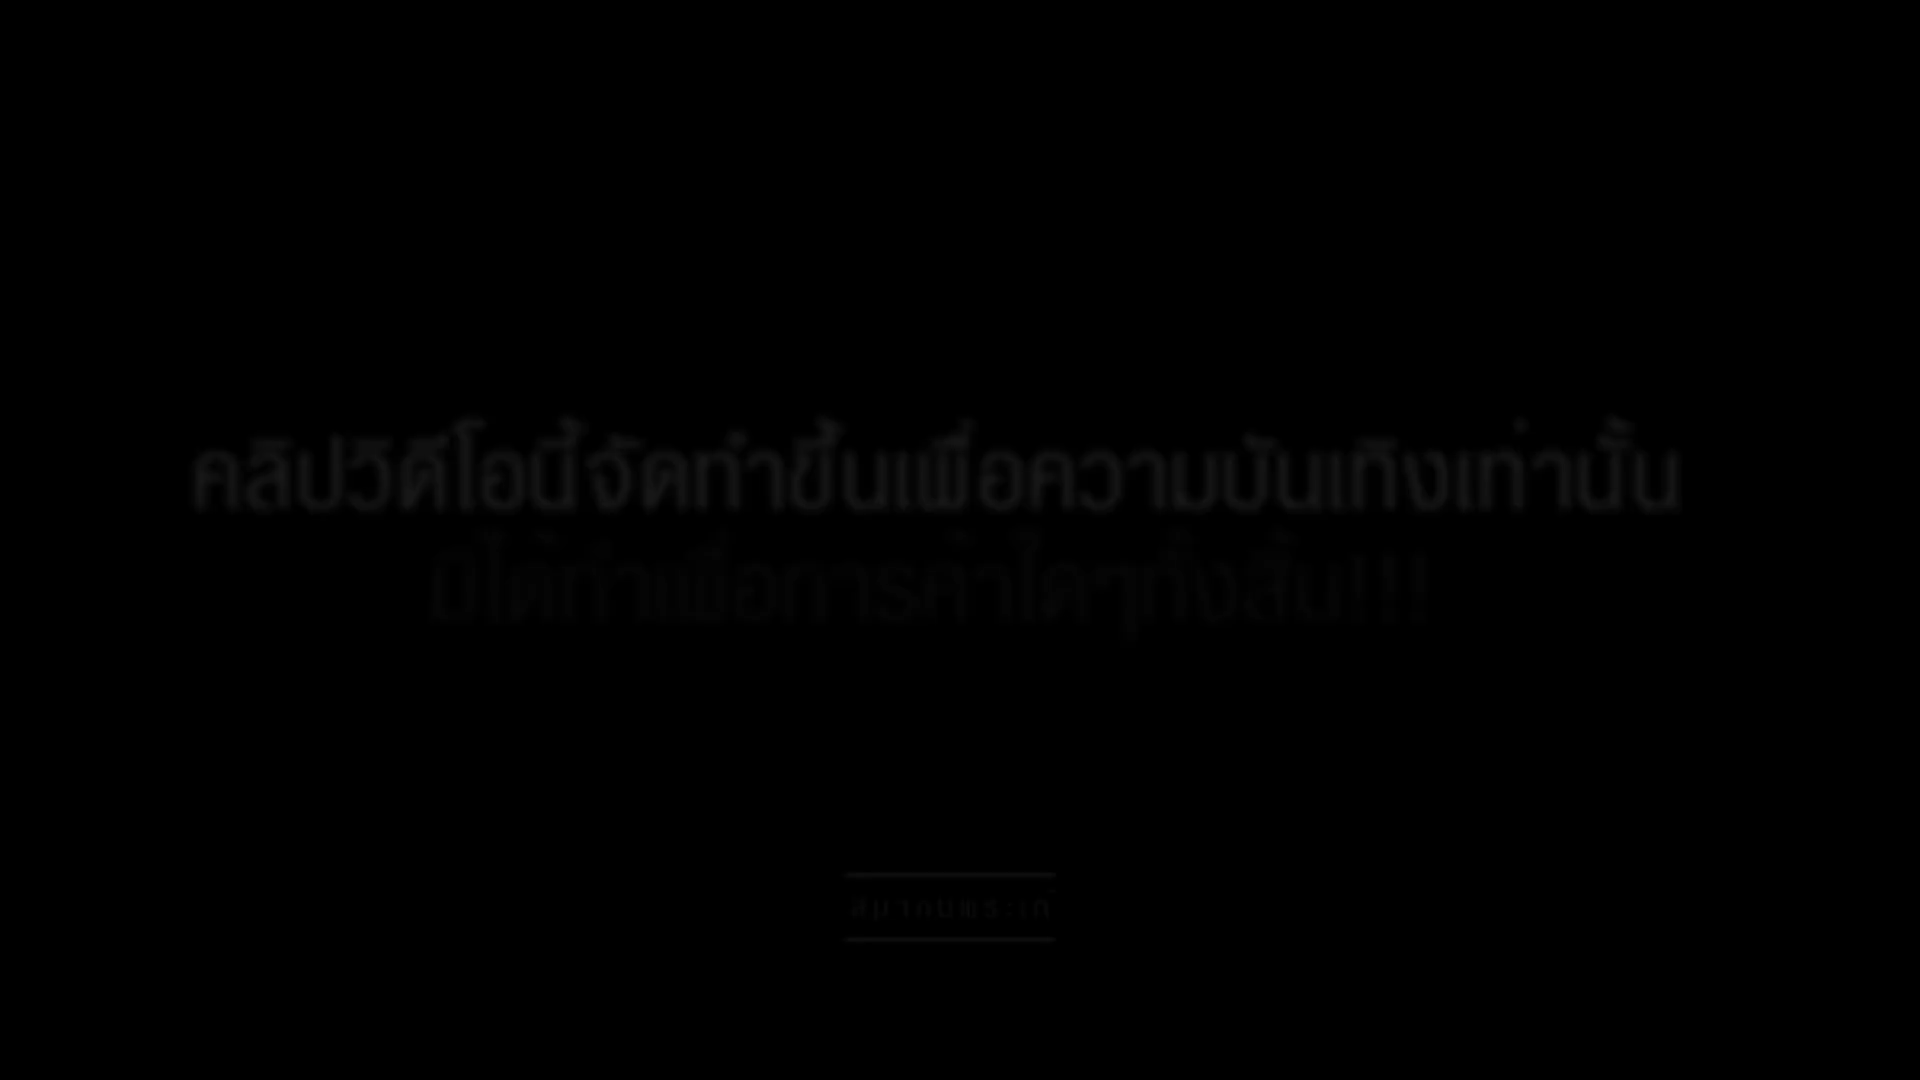 คลิปวิดีโอนี้จัดทำขึ้นเพื่อความบันเทิงเท่านั้น
มิได้ทำเพื่อการค้าใดๆทั้งสิ้น!!!